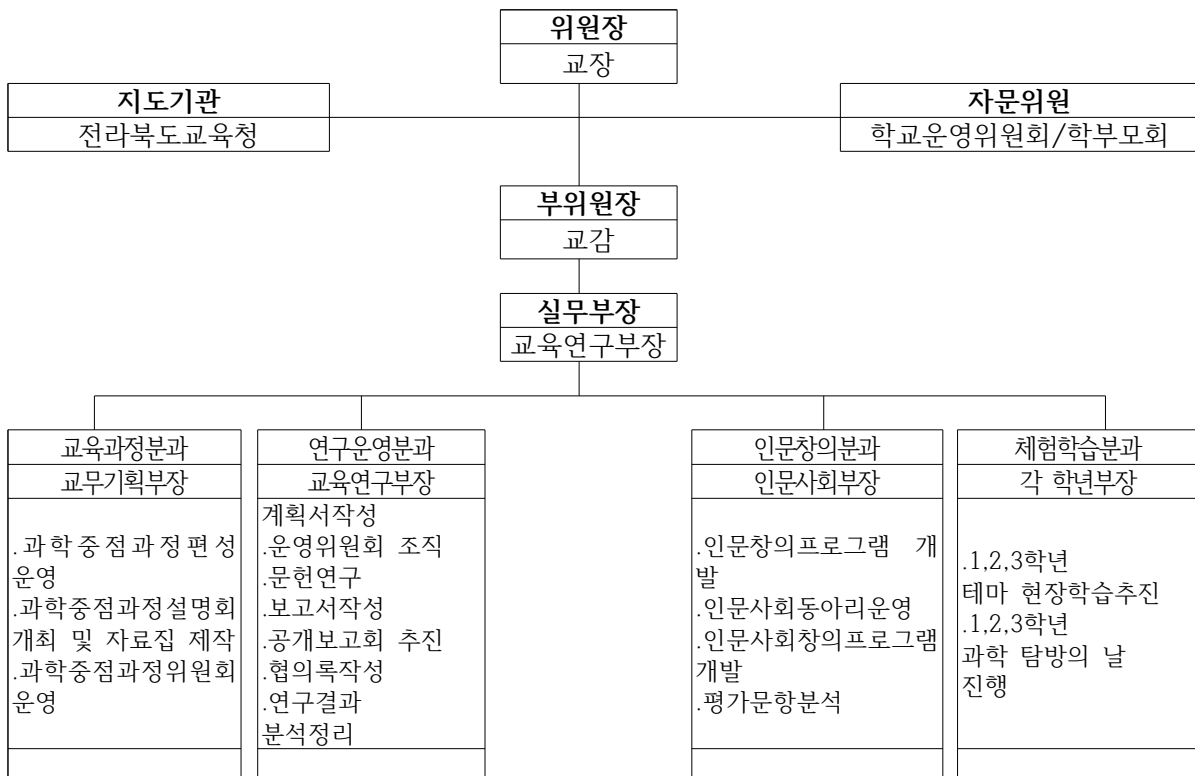 위원장
교장
지도기관
전라북도교육청
자문위원
학교운영위원회/학부모회
부위원장
교감
실무부장
교육연구부장
교육과정분과
교무기획부장
.과학중점과정편성
운영
.과학중점과정설명회
개최 및 자료집 제작
.과학중점과정위원회
운영
연구운영분과
교육연구부장
계획서작성
.운영위원회 조직
.문헌연구
.보고서작성
.공개보고회 추진
.협의록작성
.연구결과
분석정리
인문창의분과
인문사회부장
.인문창의프로그램 개
발
.인문사회동아리운영
.인문사회창의프로그램
개발
.평가문항분석
체험학습분과
각 학년부장
.1,2,3학년
테마 현장학습추진
.1,2,3학년
과학 탐방의 날
진행